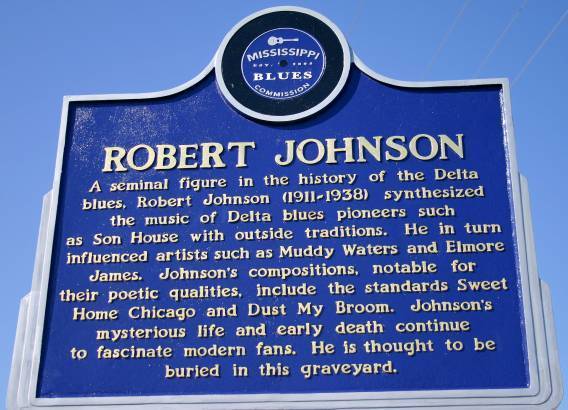 MISSISSIPPI
EST. 2003
BLUES
COMMISSION
ROBERT JOHNSON
A seminal figure in the history of the Delta
blues, Robert Johnson (1911-1938) synthesized
the music of Delta blues pioneers such
as Son House with outside traditions. He in turn
influenced artists such as Muddy Waters and Elmore
James. Johnson's compositions, notable for
their poetic qualities, include the standards Sweet
Home Chicago and Dust My Broom. Johnson's
mysterious life and early death continue
to fascinate modern fans. He is thought to be
buried in this graveyard.